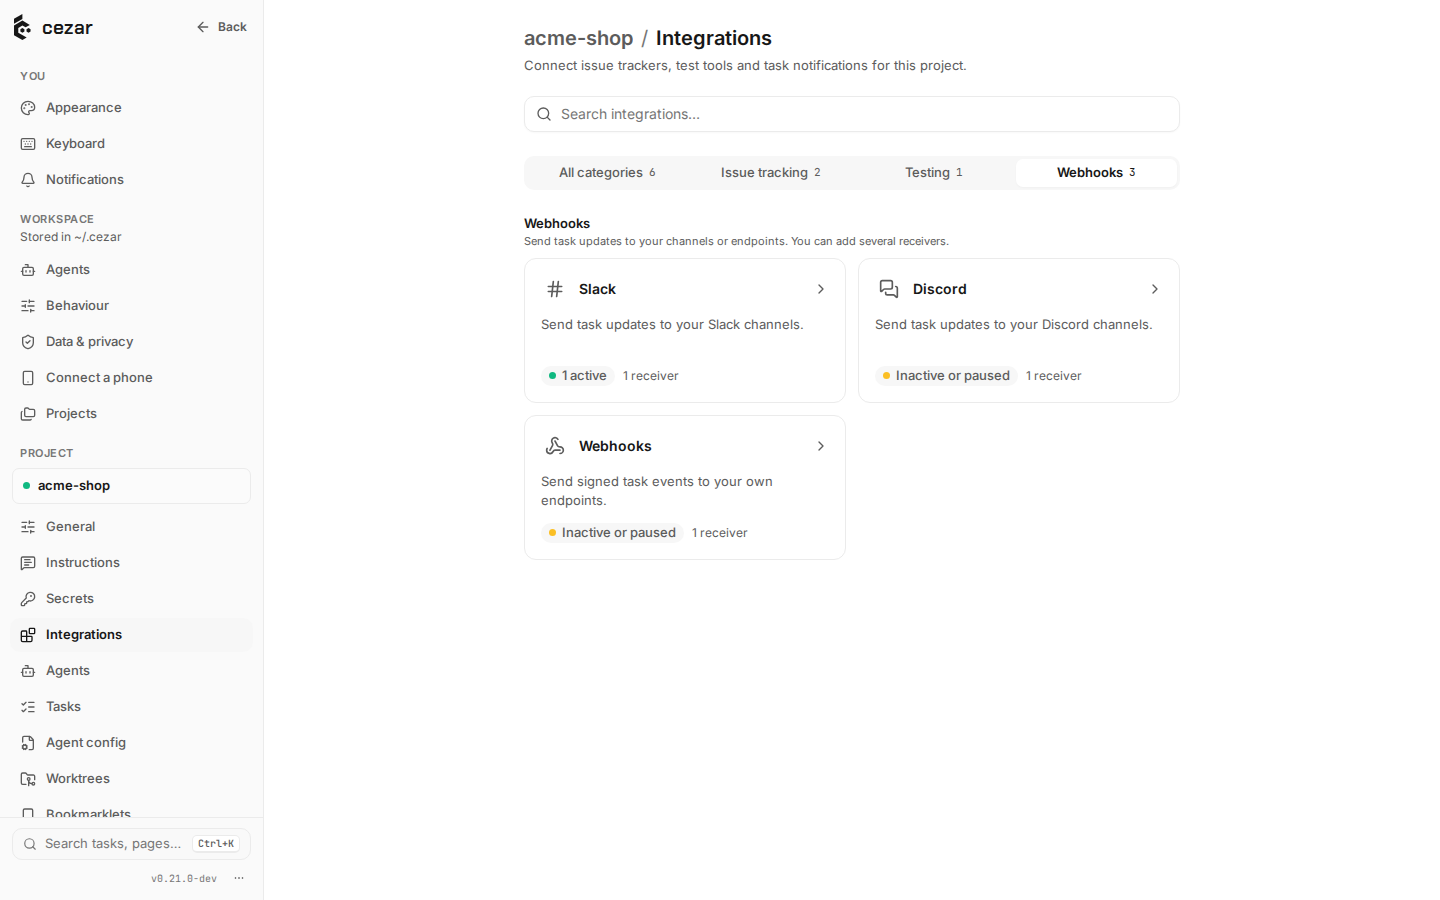 cezar
Back
YOU
Appearance
Keyboard
Notifications
WORKSPACE
Stored in ~/.cezar
Agents
Behaviour
Data & privacy
Connect a phone
Projects
PROJECT
acme-shop
General
Instructions
Secrets
Integrations
Agents
Tasks
Agent config
Worktrees
Bookmarklets
Search tasks, pages... Ctrl+K
v0.21.0-dev ...
acme-shop / Integrations
Connect issue trackers, test tools and task notifications for this project.
Search integrations...
All categories 6 Issue tracking 2 Testing 1 Webhooks 3
Webhooks
Send task updates to your channels or endpoints. You can add several receivers.
Slack
Send task updates to your Slack channels.
1 active 1 receiver
Discord
Send task updates to your Discord channels.
Inactive or paused 1 receiver
Webhooks
Send signed task events to your own
endpoints.
Inactive or paused 1 receiver